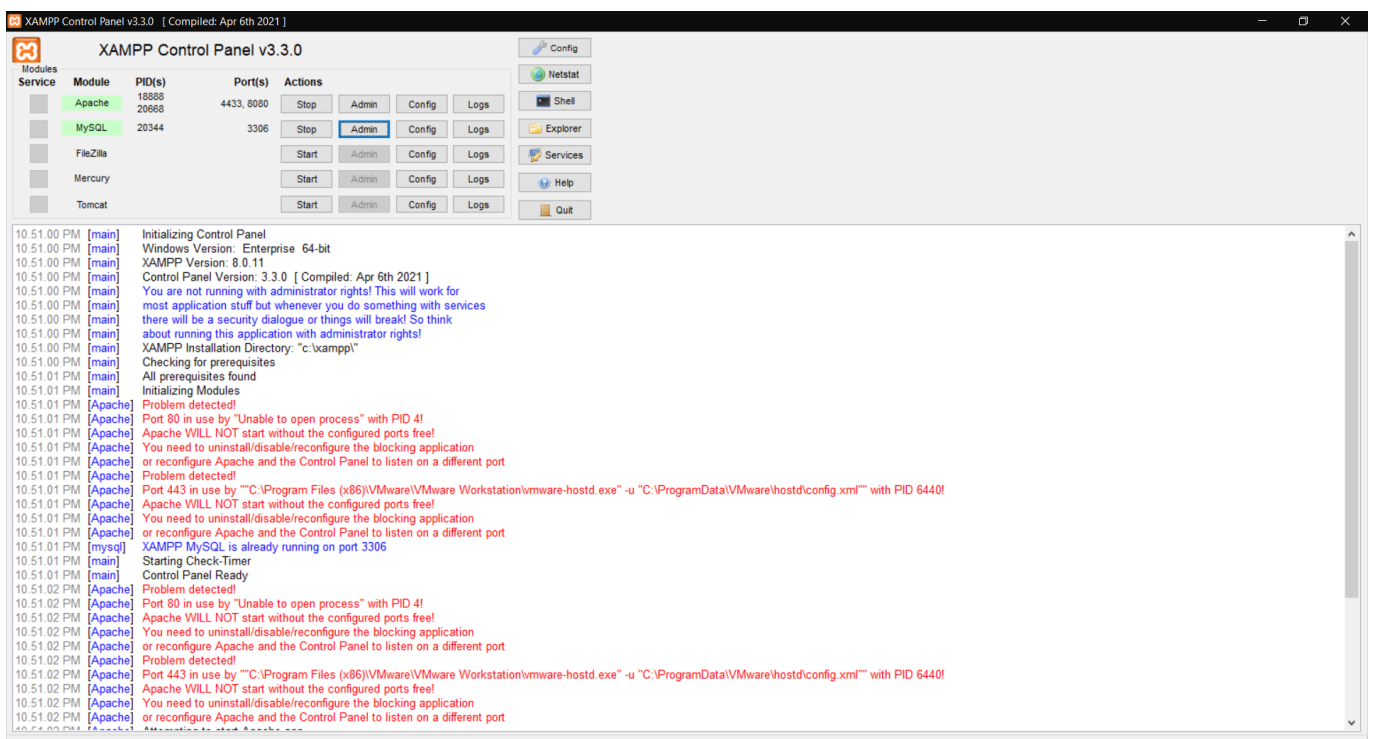 XAMPP Control Panel v3.3.0 [ Compiled: Apr 6th 2021 ]
XAMPP Control Panel v3.3.0
Config
Modules
Service Module PID(s) Port(s) Actions
Netstat
Apache 18888 20668 4433, 8080 Stop Admin Config Logs
Shell
MySQL 20344 3306 Stop Admin Config Logs
Explorer
FileZilla Start Admin Config Logs
Services
Mercury Start Admin Config Logs
Help
Tomcat Start Admin Config Logs
Quit
10.51.00 PM [main] Initializing Control Panel
10.51.00 PM [main] Windows Version: Enterprise 64-bit
10.51.00 PM [main] XAMPP Version: 8.0.11
10.51.00 PM [main] Control Panel Version: 3.3.0 [ Compiled: Apr 6th 2021 ]
10.51.00 PM [main] You are not running with administrator rights! This will work for
10.51.00 PM [main] most application stuff but whenever you do something with services
10.51.00 PM [main] there will be a security dialogue or things will break! So think
10.51.00 PM [main] about running this application with administrator rights!
10.51.00 PM [main] XAMPP Installation Directory: "c:\xampp\"
10.51.00 PM [main] Checking for prerequisites
10.51.01 PM [main] All prerequisites found
10.51.01 PM [main] Initializing Modules
10.51.01 PM [Apache] Problem detected!
10.51.01 PM [Apache] Port 80 in use by "Unable to open process" with PID 4!
10.51.01 PM [Apache] Apache WILL NOT start without the configured ports free!
10.51.01 PM [Apache] You need to uninstall/disable/reconfigure the blocking application
10.51.01 PM [Apache] or reconfigure Apache and the Control Panel to listen on a different port
10.51.01 PM [Apache] Problem detected!
10.51.01 PM [Apache] Port 443 in use by ""C:\Program Files (x86)\VMware\VMware Workstation\vmware-hostd.exe" -u "C:\ProgramData\VMware\hostd\config.xml"" with PID 6440!
10.51.01 PM [Apache] Apache WILL NOT start without the configured ports free!
10.51.01 PM [Apache] You need to uninstall/disable/reconfigure the blocking application
10.51.01 PM [Apache] or reconfigure Apache and the Control Panel to listen on a different port
10.51.01 PM [mysql] XAMPP MySQL is already running on port 3306
10.51.01 PM [main] Starting Check-Timer
10.51.01 PM [main] Control Panel Ready
10.51.02 PM [Apache] Problem detected!
10.51.02 PM [Apache] Port 80 in use by "Unable to open process" with PID 4!
10.51.02 PM [Apache] Apache WILL NOT start without the configured ports free!
10.51.02 PM [Apache] You need to uninstall/disable/reconfigure the blocking application
10.51.02 PM [Apache] or reconfigure Apache and the Control Panel to listen on a different port
10.51.02 PM [Apache] Problem detected!
10.51.02 PM [Apache] Port 443 in use by ""C:\Program Files (x86)\VMware\VMware Workstation\vmware-hostd.exe" -u "C:\ProgramData\VMware\hostd\config.xml"" with PID 6440!
10.51.02 PM [Apache] Apache WILL NOT start without the configured ports free!
10.51.02 PM [Apache] You need to uninstall/disable/reconfigure the blocking application
10.51.02 PM [Apache] or reconfigure Apache and the Control Panel to listen on a different port
[Apache] Attempting to start Apache